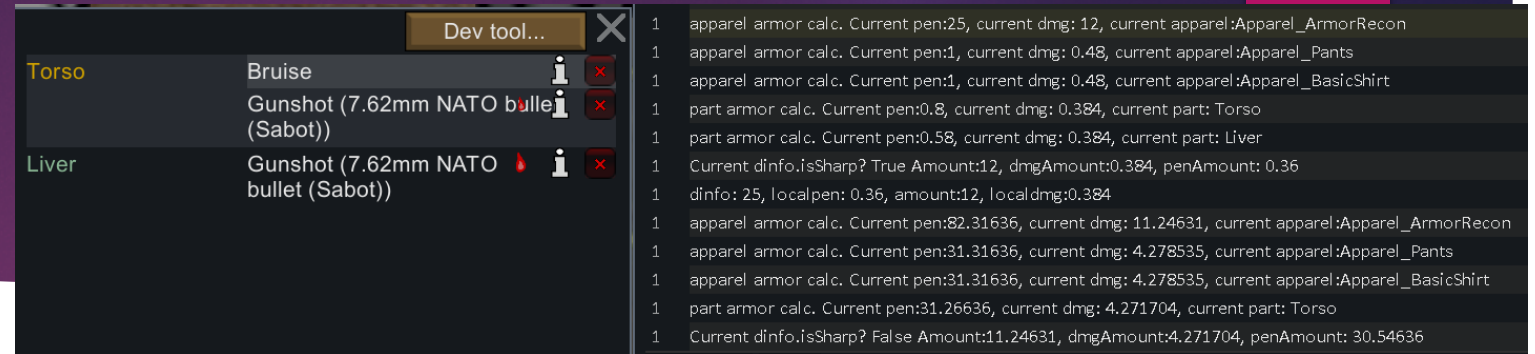 Dev tool...
Torso
Bruise
Gunshot (7.62mm NATO bulle
(Sabot))
Liver
Gunshot (7.62mm NATO
bullet (Sabot))
1 apparel armor calc. Current pen:25, current dmg: 12, current apparel:Apparel_ArmorRecon
1 apparel armor calc. Current pen:1, current dmg: 0.48, current apparel:Apparel_Pants
1 apparel armor calc. Current pen:1, current dmg: 0.48, current apparel:Apparel_BasicShirt
1 part armor calc. Current pen:0.8, current dmg: 0.384, current part: Torso
1 part armor calc. Current pen:0.58, current dmg: 0.384, current part: Liver
1 Current dinfo.isSharp? True Amount:12, dmgAmount:0.384, penAmount: 0.36
1 dinfo: 25, localpen: 0.36, amount:12, localdmg:0.384
1 apparel armor calc. Current pen:82.31636, current dmg: 11.24631, current apparel:Apparel_ArmorRecon
1 apparel armor calc. Current pen:31.31636, current dmg: 4.278535, current apparel:Apparel_Pants
1 apparel armor calc. Current pen:31.31636, current dmg: 4.278535, current apparel:Apparel_BasicShirt
1 part armor calc. Current pen:31.26636, current dmg: 4.271704, current part: Torso
1 Current dinfo.isSharp? False Amount:11.24631, dmgAmount:4.271704, penAmount: 30.54636